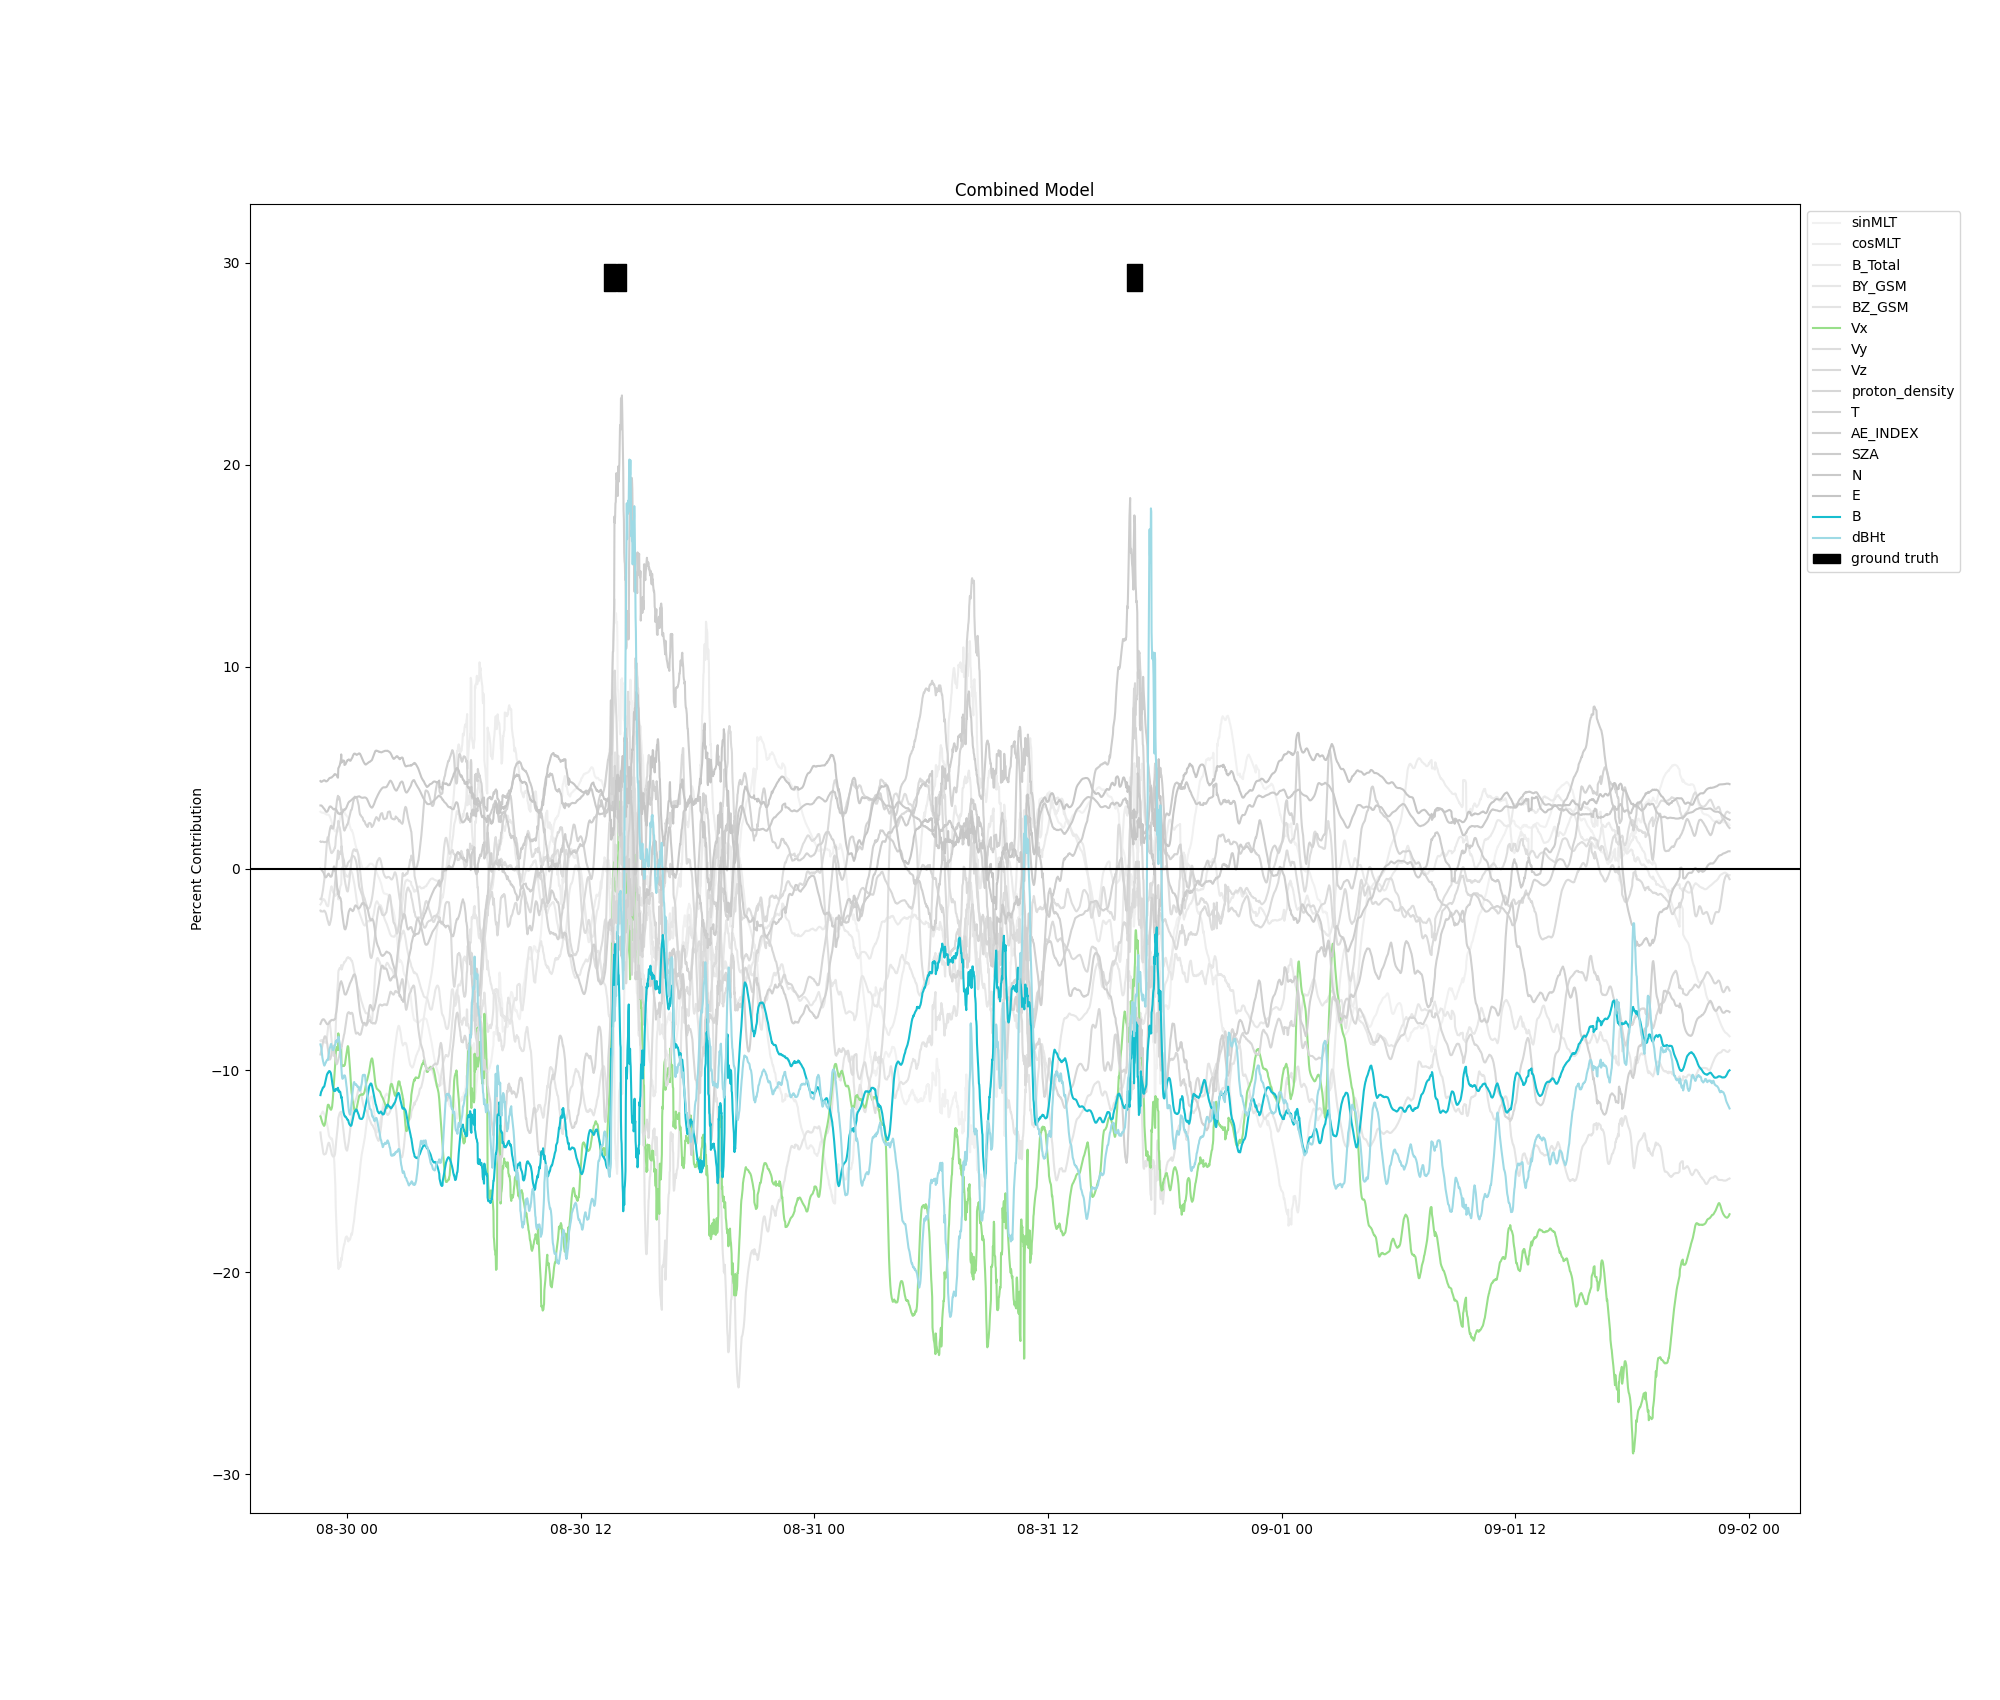 Combined Model
Percent Contribution
30
20
10
0
−10
−20
−30
08-30 00
08-30 12
08-31 00
08-31 12
09-01 00
09-01 12
09-02 00
sinMLT
cosMLT
B_Total
BY_GSM
BZ_GSM
Vx
Vy
Vz
proton_density
T
AE_INDEX
SZA
N
E
B
dBHt
ground truth